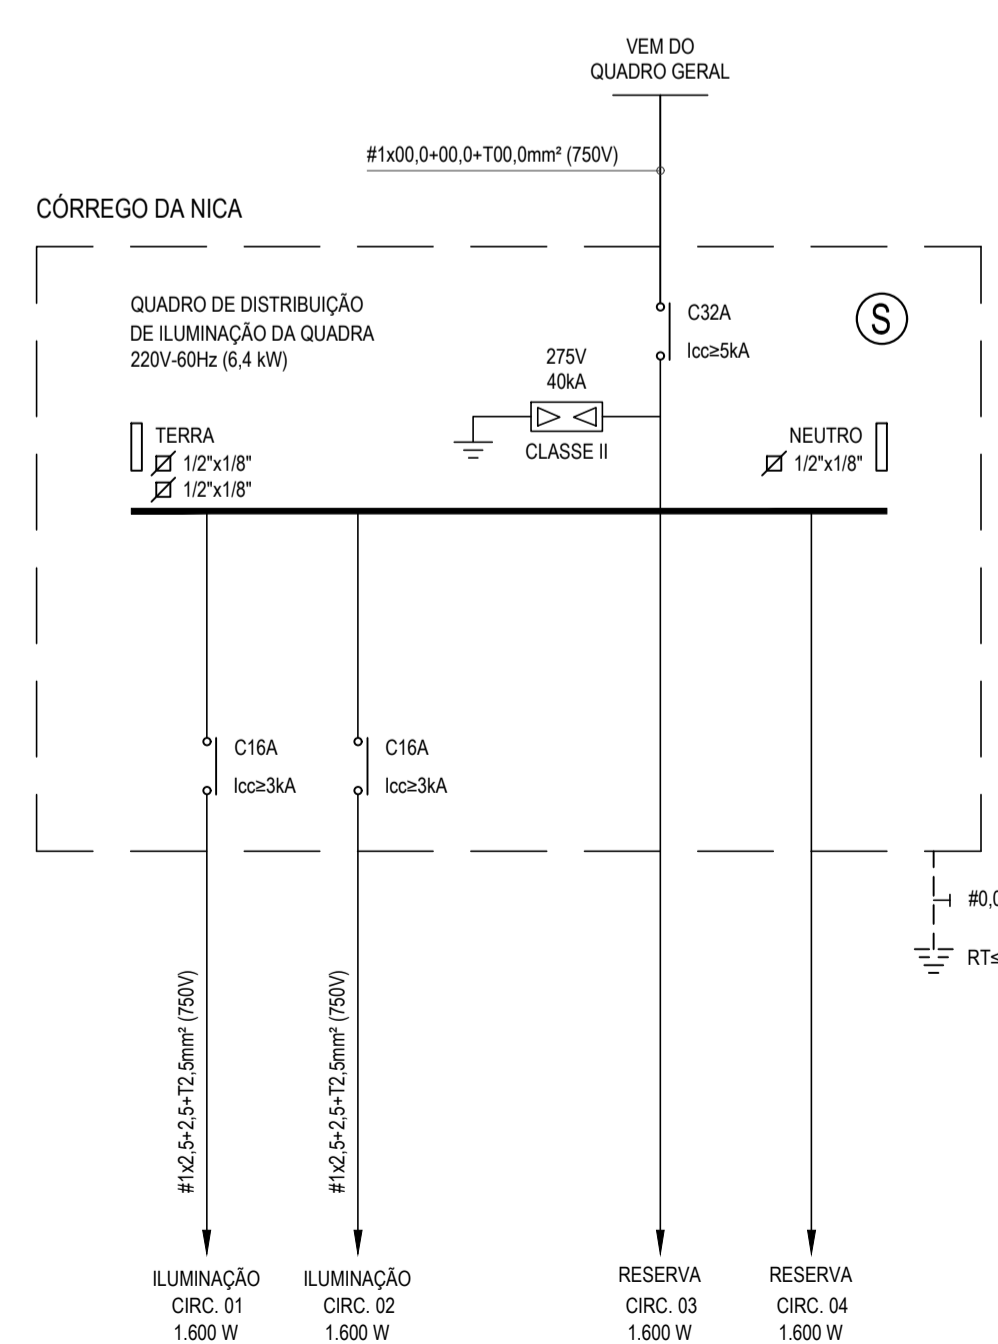 VEM DO
QUADRO GERAL
#1x00,0+00,0+T00,0mm² (750V)
CÓRREGO DA NICA
QUADRO DE DISTRIBUIÇÃO
DE ILUMINAÇÃO DA QUADRA
220V-60Hz (6,4 kW)
C32A
Icc≥5kA
S
275V
40kA
CLASSE II
TERRA
1/2"x1/8"
1/2"x1/8"
NEUTRO
1/2"x1/8"
C16A
Icc≥3kA
C16A
Icc≥3kA
#0,0
RT≤
#1x2,5+2,5+T2,5mm² (750V)
#1x2,5+2,5+T2,5mm² (750V)
ILUMINAÇÃO
CIRC. 01
1.600 W
ILUMINAÇÃO
CIRC. 02
1.600 W
RESERVA
CIRC. 03
1.600 W
RESERVA
CIRC. 04
1.600 W